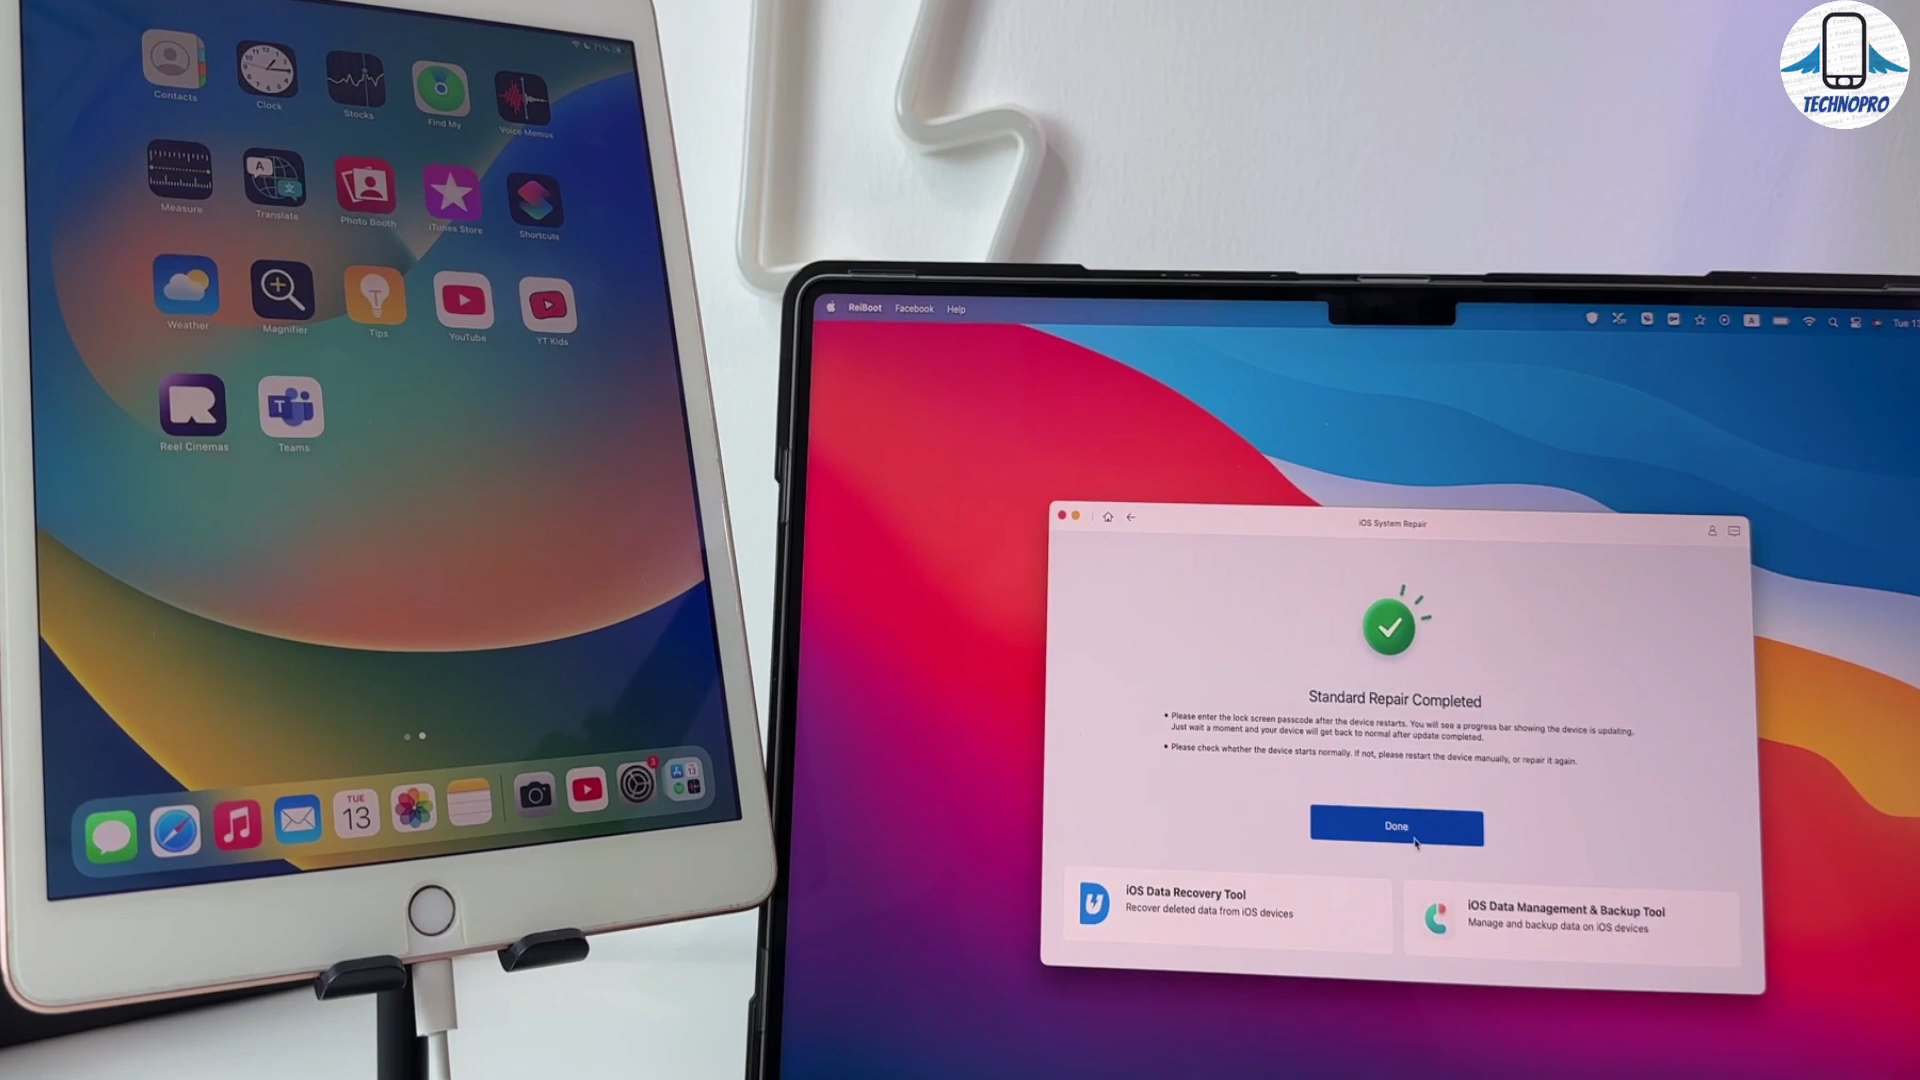 TECHNOPRO
71%
Contacts
Clock
Stocks
Find My
Voice Memos
Measure
Translate
Photo Booth
iTunes Store
Shortcuts
Weather
Magnifier
Tips
YouTube
YT Kids
Reel Cinemas
Teams
TUE
13
3
ReiBoot Facebook Help
Tue 13
iOS System Repair
Standard Repair Completed
• Please enter the lock screen passcode after the device restarts. You will see a progress bar showing the device is updating.
Just wait a moment and your device will get back to normal after update completed.
• Please check whether the device starts normally. If not, please restart the device manually, or repair it again.
Done
iOS Data Recovery Tool
Recover deleted data from iOS devices
iOS Data Management & Backup Tool
Manage and backup data on iOS devices